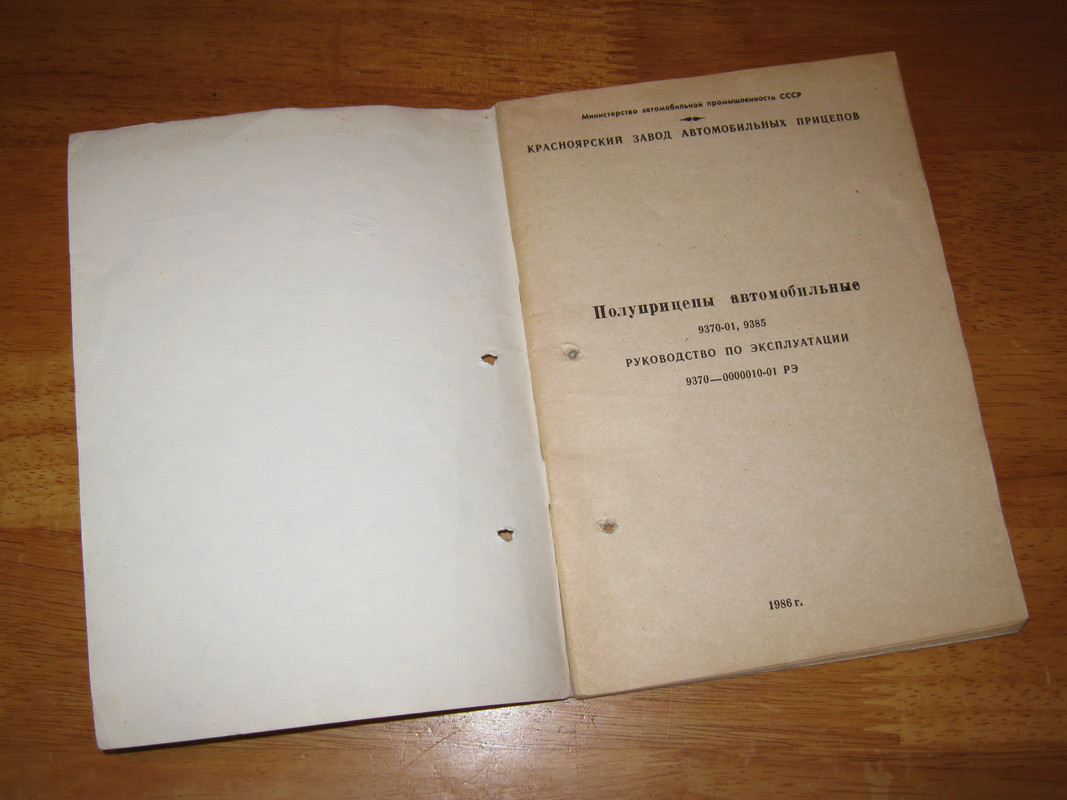 Министерство автомобильной промышленности СССР
КРАСНОЯРСКИЙ ЗАВОД АВТОМОБИЛЬНЫХ ПРИЦЕПОВ
Полуприцепы автомобильные
9370-01, 9385
РУКОВОДСТВО ПО ЭКСПЛУАТАЦИИ
9370—0000010-01 РЭ
1986 г.